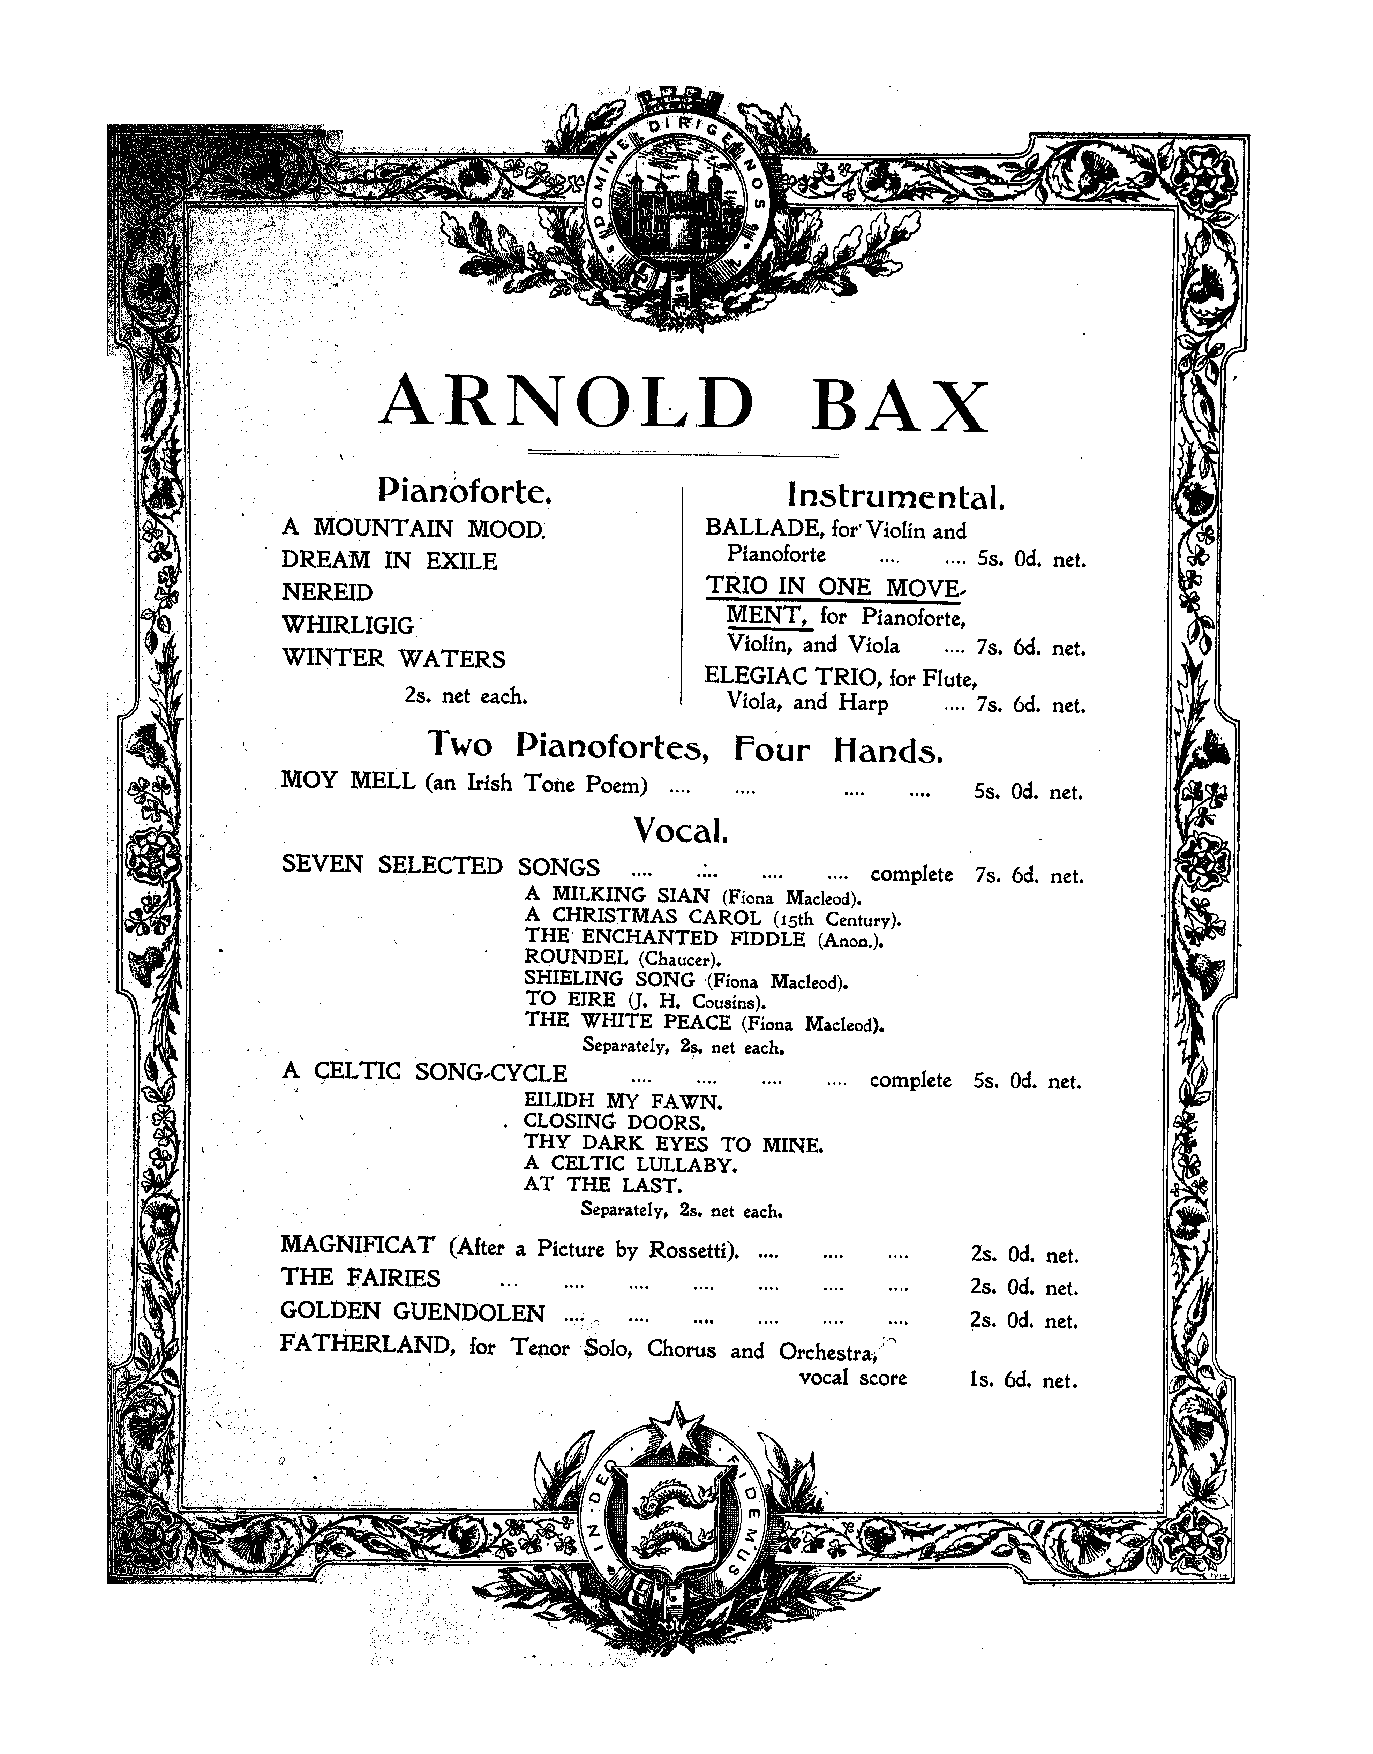 DOMINE DIRIGE NOS
ARNOLD BAX
Pianoforte.
A MOUNTAIN MOOD.
DREAM IN EXILE
NEREID
WHIRLIGIG
WINTER WATERS
2s. net each.
Instrumental.
BALLADE, for Violin and
Pianoforte .... .... 5s. 0d. net.
TRIO IN ONE MOVE-
MENT, for Pianoforte,
Violin, and Viola .... 7s. 6d. net.
ELEGIAC TRIO, for Flute,
Viola, and Harp .... 7s. 6d. net.
Two Pianofortes, Four Hands.
MOY MELL (an Irish Tone Poem) .... .... .... .... 5s. 0d. net.
Vocal.
SEVEN SELECTED SONGS .... .... .... .... complete 7s. 6d. net.
A MILKING SIAN (Fiona Macleod).
A CHRISTMAS CAROL (15th Century).
THE ENCHANTED FIDDLE (Anon.).
ROUNDEL (Chaucer).
SHIELING SONG (Fiona Macleod).
TO EIRE (J. H. Cousins).
THE WHITE PEACE (Fiona Macleod).
Separately, 2s. net each.
A CELTIC SONG-CYCLE .... .... .... .... complete 5s. 0d. net.
EILIDH MY FAWN.
CLOSING DOORS.
THY DARK EYES TO MINE.
A CELTIC LULLABY.
AT THE LAST.
Separately, 2s. net each.
MAGNIFICAT (After a Picture by Rossetti). .... .... .... 2s. 0d. net.
THE FAIRIES ... .... .... .... .... .... .... 2s. 0d. net.
GOLDEN GUENDOLEN .... .... .... .... .... .... 2s. 0d. net.
FATHERLAND, for Tenor Solo, Chorus and Orchestra,
vocal score 1s. 6d. net.
IN DEO FIDEMUS